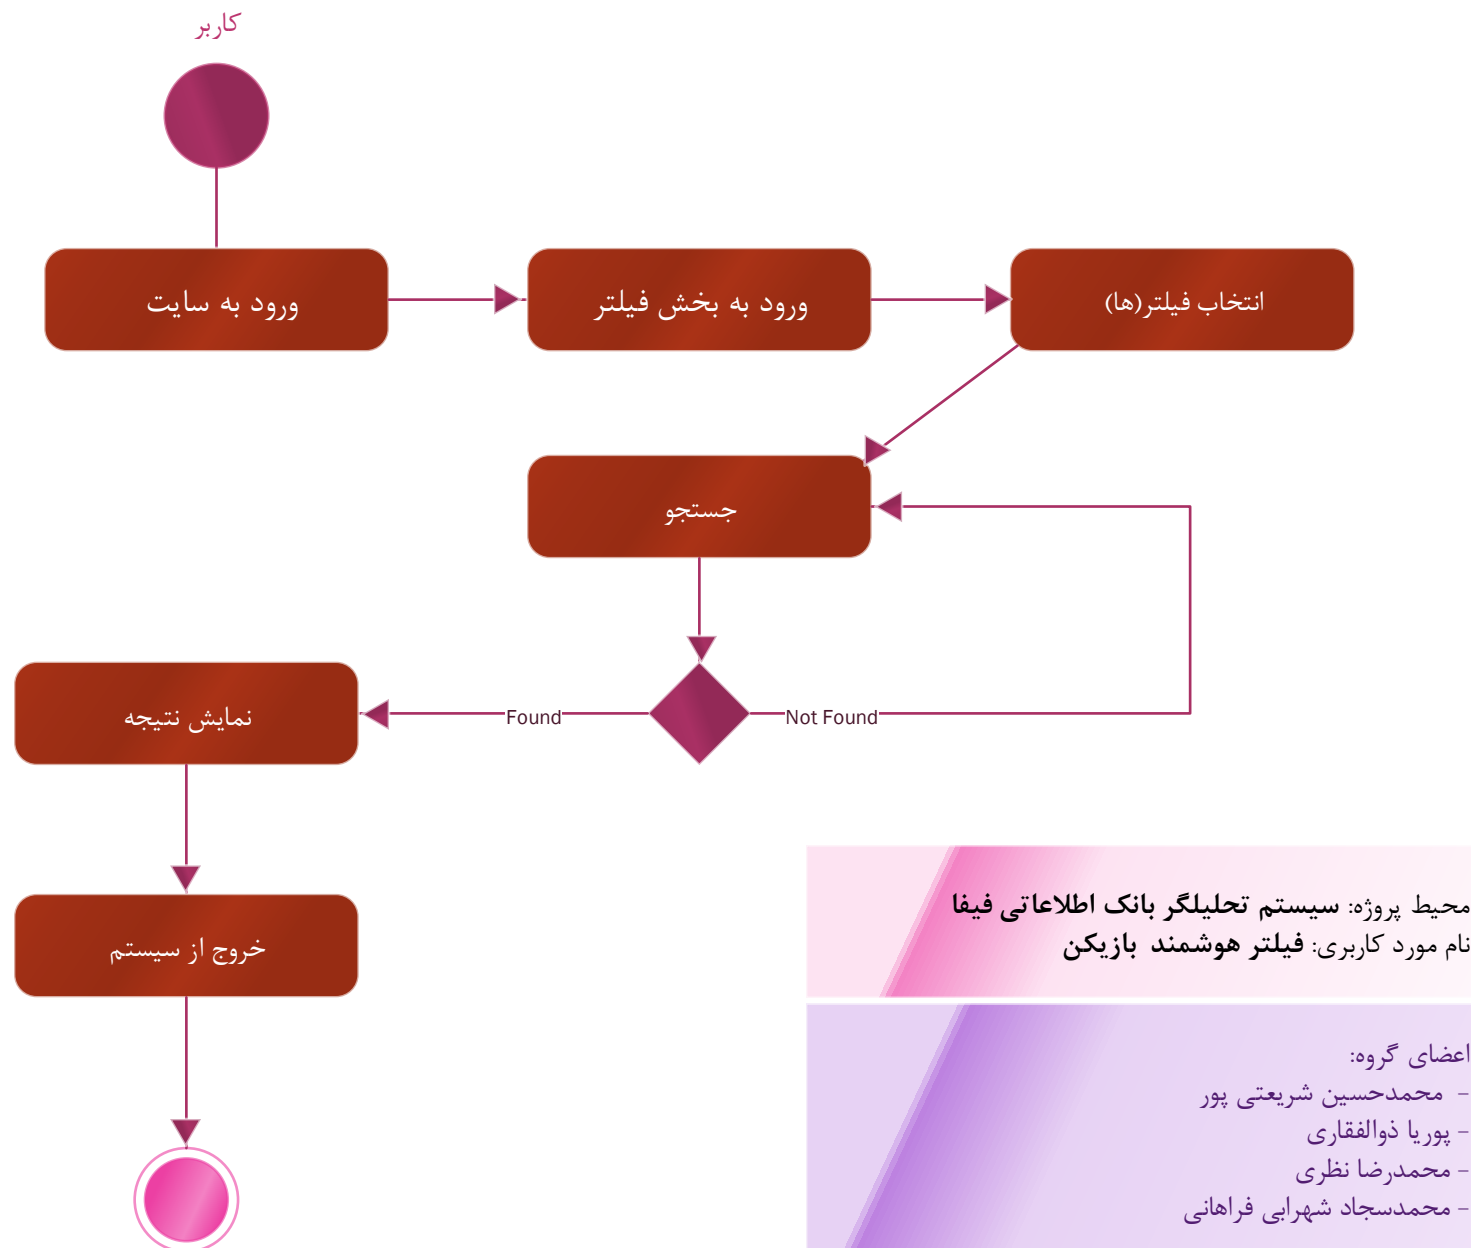 کاربر
ورود به سایت
ورود به بخش فیلتر
انتخاب فیلتر(ها)
جستجو
نمایش نتیجه
Found
Not Found
خروج از سیستم
محیط پروژه: سیستم تحلیلگر بانک اطلاعاتی فیفا
نام مورد کاربری: فیلتر هوشمند بازیکن
اعضای گروه:
- محمدحسین شریعتی پور
- پوریا ذوالفقاری
- محمدرضا نظری
- محمدسجاد شهرابی فراهانی